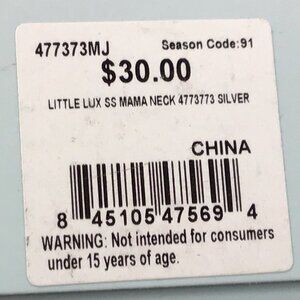 477373MJ Season Code:91
$30.00
LITTLE LUX SS MAMA NECK 4773773 SILVER
CHINA
8 45105 47569 4
WARNING: Not intended for consumers
under 15 years of age.